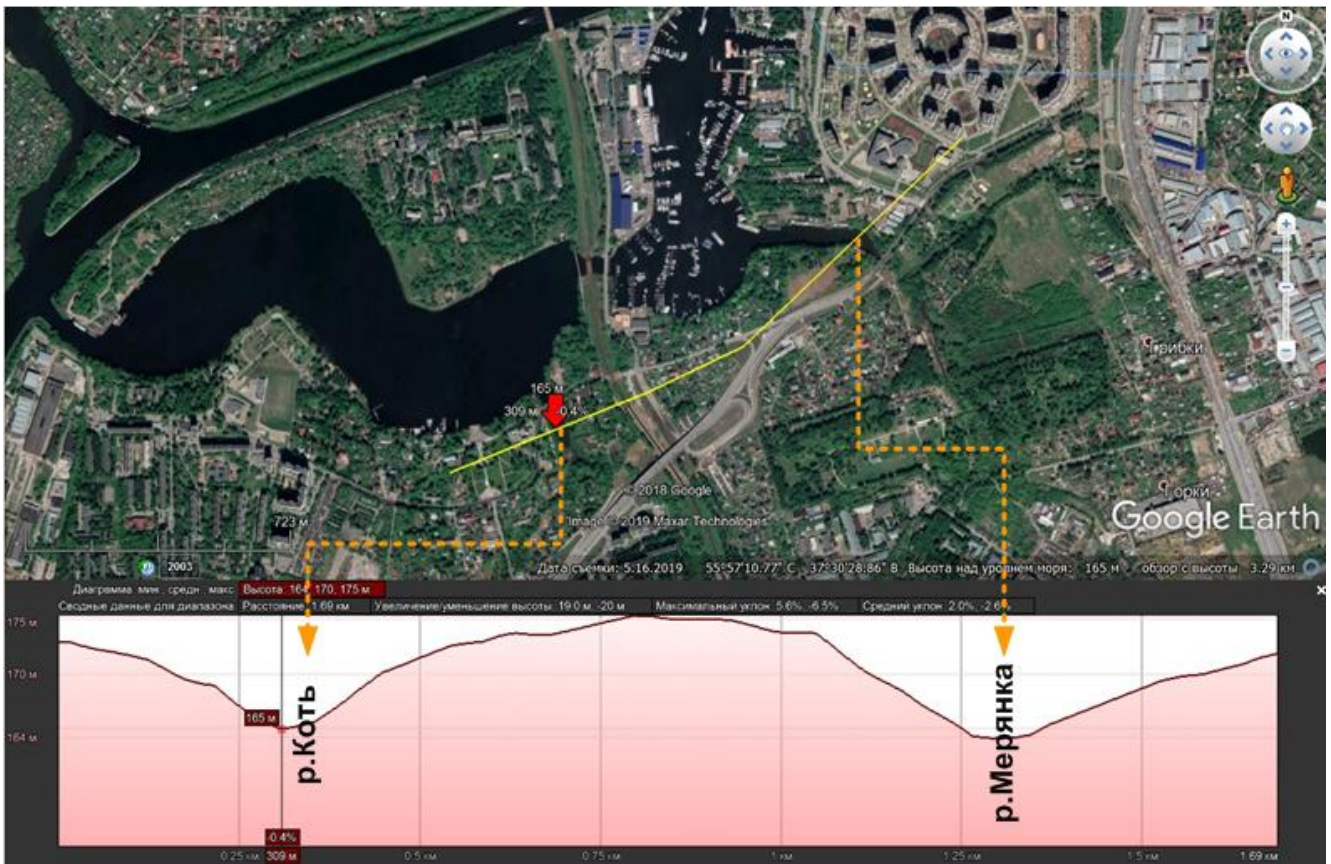 N
165 м
309 м -0.4%
Грибки
Горки
© 2018 Google
723 м
Image © 2019 Maxar Technologies
Google Earth
2003
Дата съемки: 5.16.2019 55°57'10.77" С 37°30'28.86" В Высота над уровнем моря: 165 м обзор с высоты 3.29 км
Диаграмма мин., средн., макс. Высота: 164, 170, 175 м
Сводные данные для диапазона Расстояние: 1.69 км Увеличение/уменьшение высоты: 19.0 м, -20 м Максимальный уклон: 5.6%, -6.5% Средний уклон: 2.0%, -2.6%
175 м
170 м
165 м
164 м
р.Коть
р.Мерянка
-0.4%
0.25 км 309 м 0.5 км 0.75 км 1 км 1.25 км 1.5 км 1.69 км